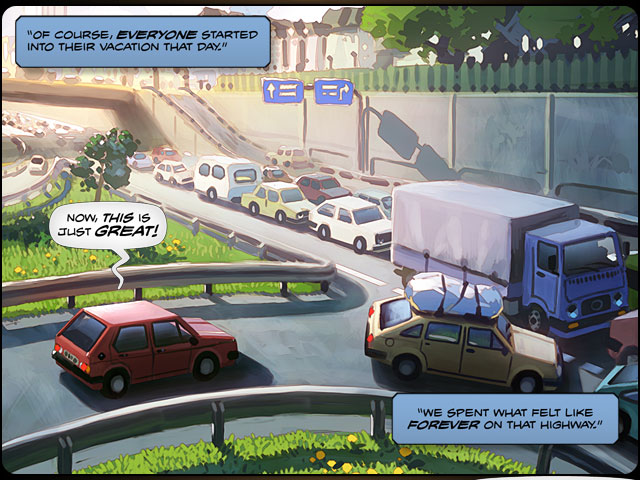 "OF COURSE, EVERYONE STARTED
INTO THEIR VACATION THAT DAY."
NOW, THIS IS
JUST GREAT!
"WE SPENT WHAT FELT LIKE
FOREVER ON THAT HIGHWAY."